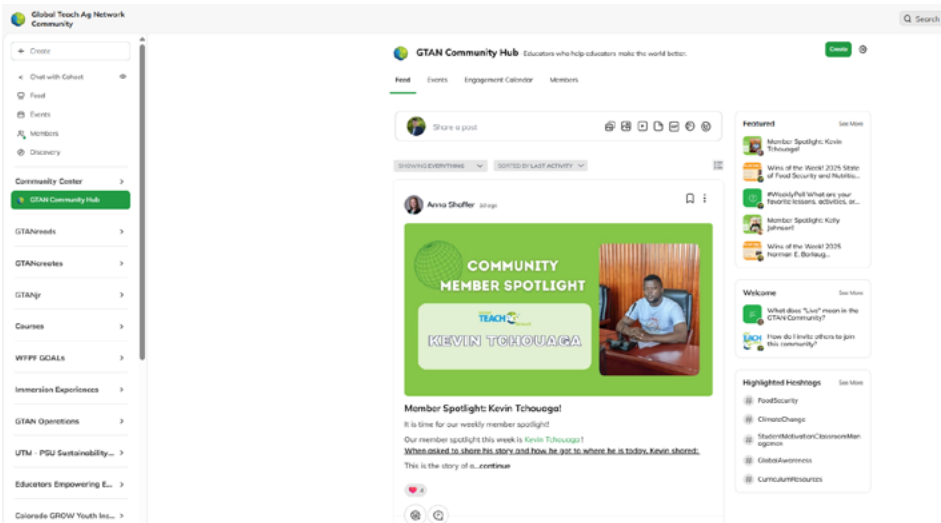 Global Teach Ag Network
Community
Search
+ Create
Chat with Cohost
Feed
Events
Members
Discovery
Community Center
GTAN Community Hub
GTANreads
GTANcreates
GTANjr
Courses
WFPF GOALs
Immersion Experiences
GTAN Operations
UTM - PSU Sustainability...
Educators Empowering E...
Colorado GROW Youth Inc...
GTAN Community Hub Educators who help educators make the world better.
Create
Feed Events Engagement Calendar Members
Share a post
GIF
SHOWING EVERYTHING SORTED BY LAST ACTIVITY
Anna Shaffer 3d ago
COMMUNITY
MEMBER SPOTLIGHT
TEACH
KEVIN TCHOUAGA
Member Spotlight: Kevin Tchouaga!
It is time for our weekly member spotlight!
Our member spotlight this week is Kevin Tchouaga!
When asked to share his story and how he got to where he is today, Kevin shared:
This is the story of a...continue
4
Featured See More
Member Spotlight: Kevin
Tchouaga!
Wins of the Week! 2025 State
of Food Security and Nutritio...
#WeeklyPoll What are your
favorite lessons, activities, or...
Member Spotlight: Kelly
Johnson!
Wins of the Week! 2025
Norman E. Borlaug...
Welcome See More
What does "Live" mean in the
GTAN Community?
TEACH
How do I invite others to join
this community?
Highlighted Hashtags See More
# FoodSecurity
# ClimateChange
# StudentMotivationClassroomMan
agemen
# GlobalAwareness
# CurriculumResources